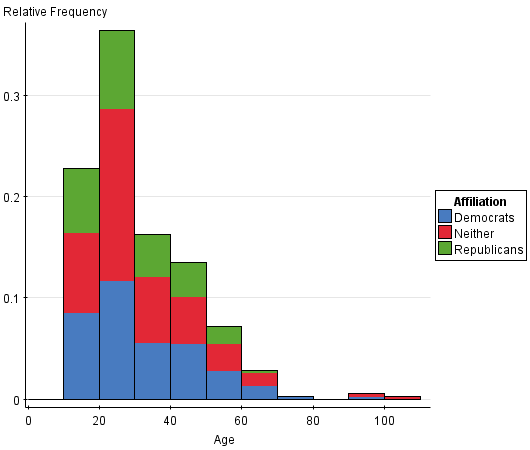 Relative Frequency
0.3
0.2
0.1
0
0 20 40 60 80 100
Age
Affiliation
Democrats
Neither
Republicans